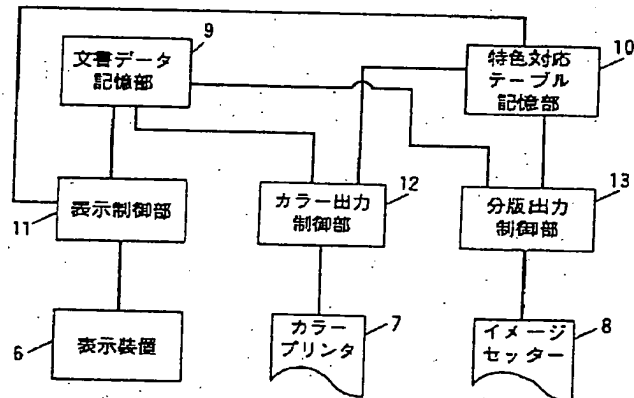 9
文書データ
記憶部
特色対応
テーブル
記憶部
10
11
表示制御部
カラー出力
制御部
12
分版出力
制御部
13
6
表示装置
カラー
プリンタ
7
イメージ
セッター
8